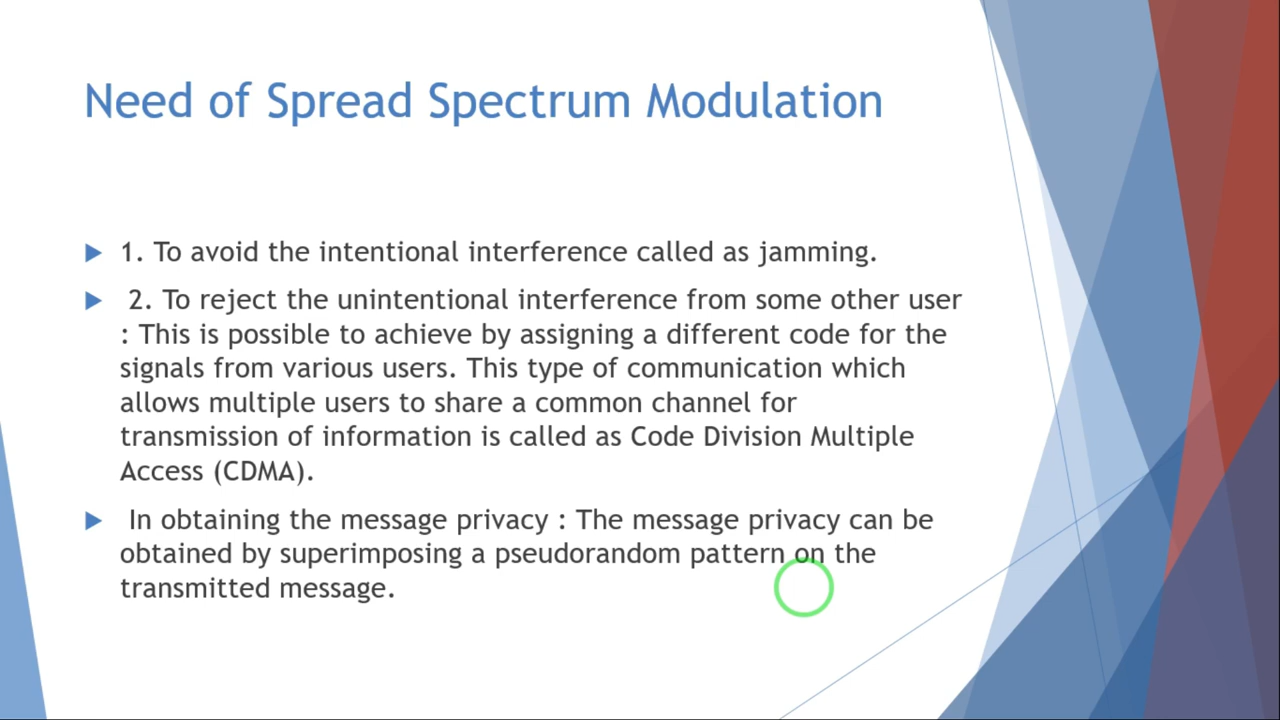 Need of Spread Spectrum Modulation
1. To avoid the intentional interference called as jamming.
2. To reject the unintentional interference from some other user
: This is possible to achieve by assigning a different code for the
signals from various users. This type of communication which
allows multiple users to share a common channel for
transmission of information is called as Code Division Multiple
Access (CDMA).
In obtaining the message privacy : The message privacy can be
obtained by superimposing a pseudorandom pattern on the
transmitted message.